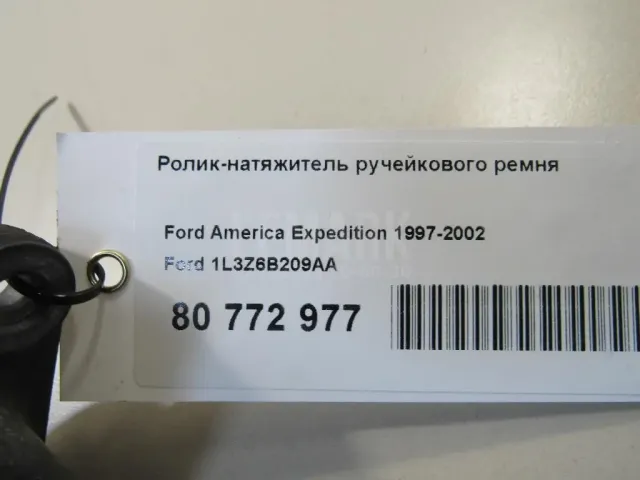 Ролик-натяжитель ручейкового ремня
Ford America Expedition 1997-2002
Ford 1L3Z6B209AA
80 772 977